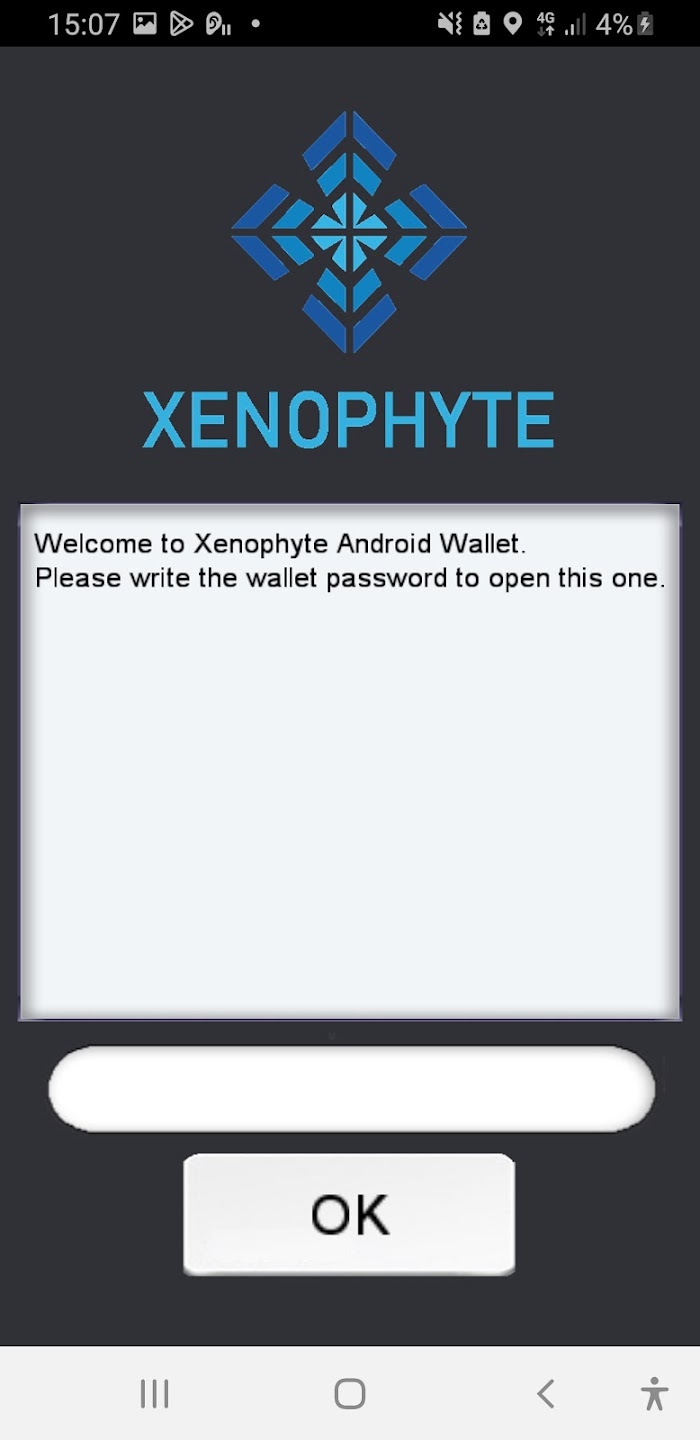 15:07 4G 4%
XENOPHYTE
Welcome to Xenophyte Android Wallet.
Please write the wallet password to open this one.
OK